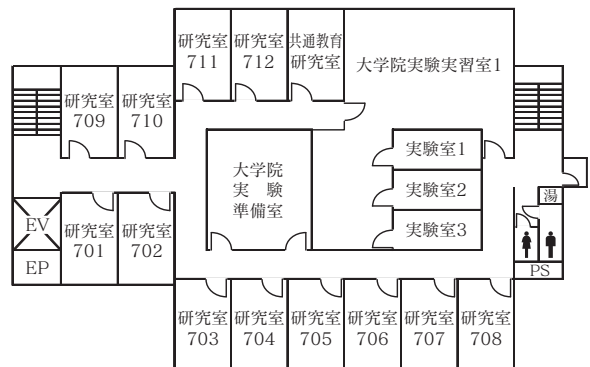 研究室
711
研究室
712
共通教育
研究室
大学院実験実習室1
研究室
709
研究室
710
大学院
実　験
準備室
実験室1
実験室2
実験室3
湯
EV
EP
研究室
701
研究室
702
PS
研究室
703
研究室
704
研究室
705
研究室
706
研究室
707
研究室
708